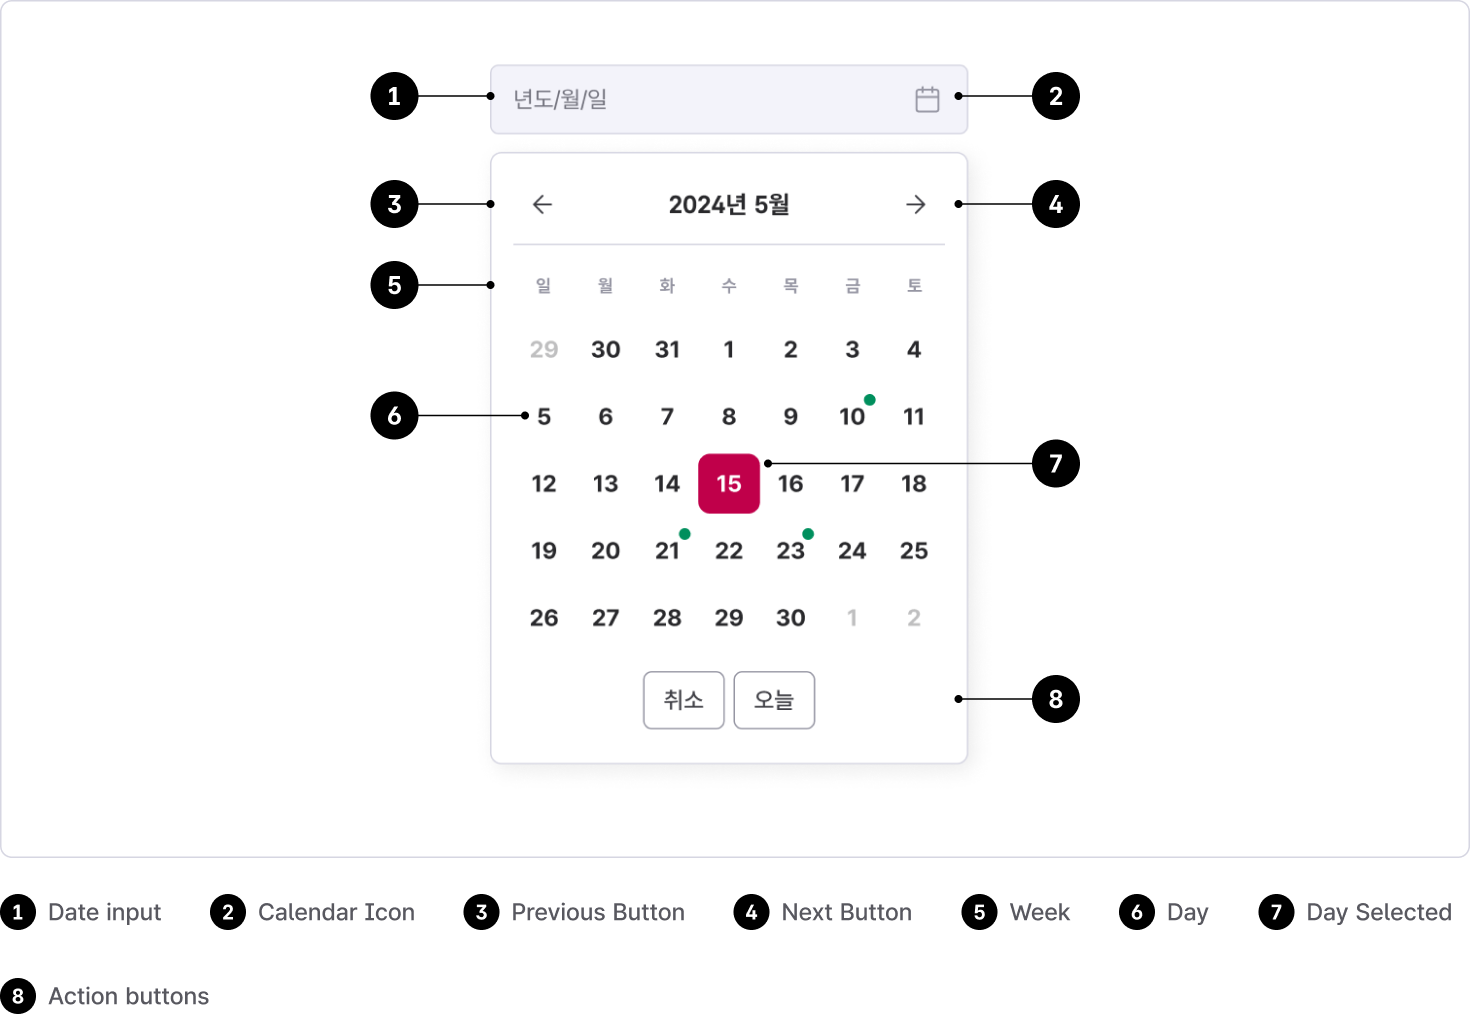 1 년도/월/일 2
3 2024년 5월 4
5 일 월 화 수 목 금 토
29 30 31 1 2 3 4
6 5 6 7 8 9 10 11
7
12 13 14 15 16 17 18
19 20 21 22 23 24 25
26 27 28 29 30 1 2
취소 오늘 8
1 Date input 2 Calendar Icon 3 Previous Button 4 Next Button 5 Week 6 Day 7 Day Selected
8 Action buttons